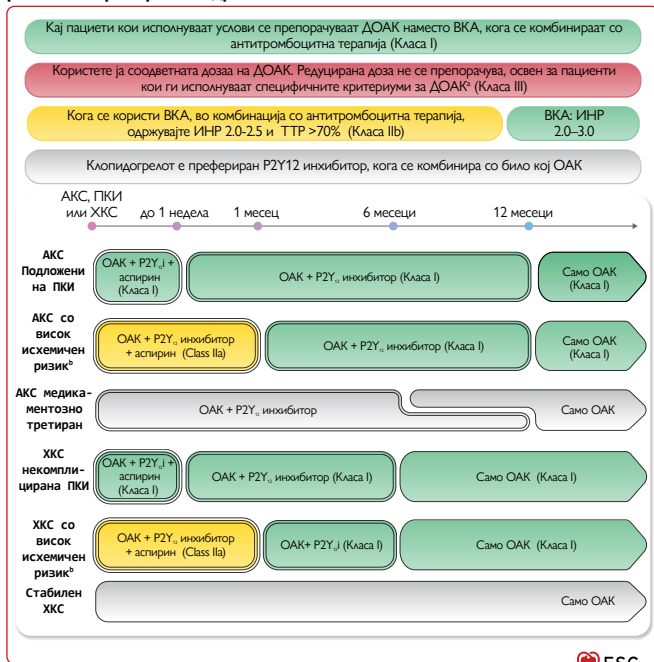 Кај пациети кои исполнуваат услови се препорачуваат ДОАК наместо ВКА, кога се комбинираат со
антитромбоцитна терапија (Класа I)
Користете ја соодветната дозаа на ДОАК. Редуцирана доза не се препорачува, освен за пациенти
кои ги исполнуваат специфичните критериуми за ДОАКᵃ (Класа III)
Кога се користи ВКА, во комбинација со антитромбоцитна терапија,
одржувајте ИНР 2.0-2.5 и TTP >70% (Класа IIb)
ВКА: ИНР
2.0–3.0
Клопидогрелот е префериран P2Y12 инхибитор, кога се комбинира со било кој ОАК
АКС, ПКИ
или ХКС
до 1 недела
1 месец
6 месеци
12 месеци
АКС
Подложени
на ПКИ
ОАК + P2Y₁₂i +
аспирин
(Класа I)
ОАК + P2Y₁₂ инхибитор (Класа I)
Само ОАК
(Класа I)
АКС со
висок
исхемичен
ризикᵇ
ОАК + P2Y₁₂ инхибитор
+ аспирин (Class IIa)
ОАК + P2Y₁₂ инхибитор (Класа I)
Само ОАК
(Класа I)
АКС медика-
ментозно
третиран
ОАК + P2Y₁₂ инхибитор
Само ОАК
ХКС
некомпли-
цирана ПКИ
ОАК + P2Y₁₂i +
аспирин
(Класа I)
ОАК + P2Y₁₂ инхибитор (Класа I)
Само ОАК (Класа I)
ХКС со
висок
исхемичен
ризикᵇ
ОАК + P2Y₁₂ инхибитор
+ аспирин (Class IIa)
ОАК+ P2Y₁₂i (Класа I)
Само ОАК (Класа I)
Стабилен
ХКС
Само ОАК
ESC